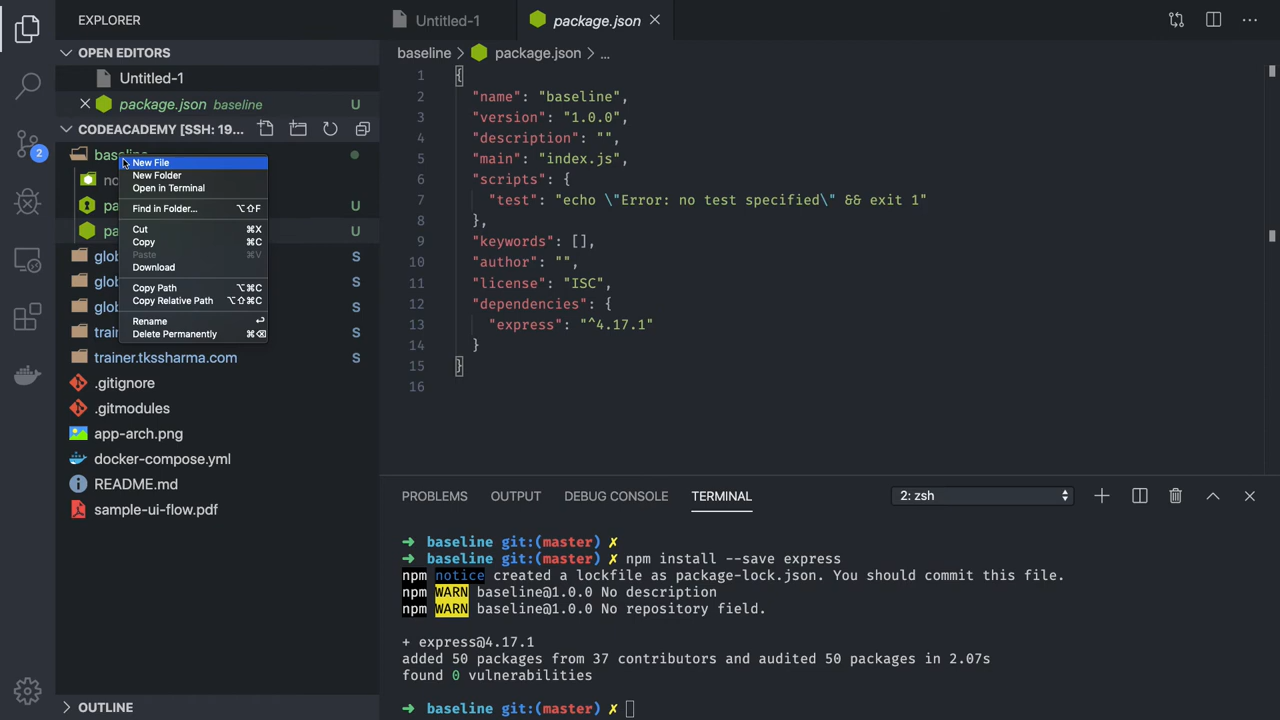 EXPLORER
OPEN EDITORS
Untitled-1
package.json baseline U
CODEACADEMY [SSH: 19...
2
New File
New Folder
Open in Terminal
Find in Folder... ⌥⇧F
Cut ⌘X
Copy ⌘C
Paste ⌘V
Download
Copy Path ⌥⌘C
Copy Relative Path ⌥⇧⌘C
Rename ⏎
Delete Permanently ⌘⌫
U
U
glob S
glob S
glob S
trai S
trainer.tkssharma.com S
.gitignore
.gitmodules
app-arch.png
docker-compose.yml
README.md
sample-ui-flow.pdf
OUTLINE
Untitled-1
package.json
baseline > package.json > ...
1 {
2 "name": "baseline",
3 "version": "1.0.0",
4 "description": "",
5 "main": "index.js",
6 "scripts": {
7 "test": "echo \"Error: no test specified\" && exit 1"
8 },
9 "keywords": [],
10 "author": "",
11 "license": "ISC",
12 "dependencies": {
13 "express": "^4.17.1"
14 }
15 }
16
PROBLEMS OUTPUT DEBUG CONSOLE TERMINAL 2: zsh
➜ baseline git:(master) ✗
➜ baseline git:(master) ✗ npm install --save express
npm notice created a lockfile as package-lock.json. You should commit this file.
npm WARN baseline@1.0.0 No description
npm WARN baseline@1.0.0 No repository field.
+ express@4.17.1
added 50 packages from 37 contributors and audited 50 packages in 2.07s
found 0 vulnerabilities
➜ baseline git:(master) ✗